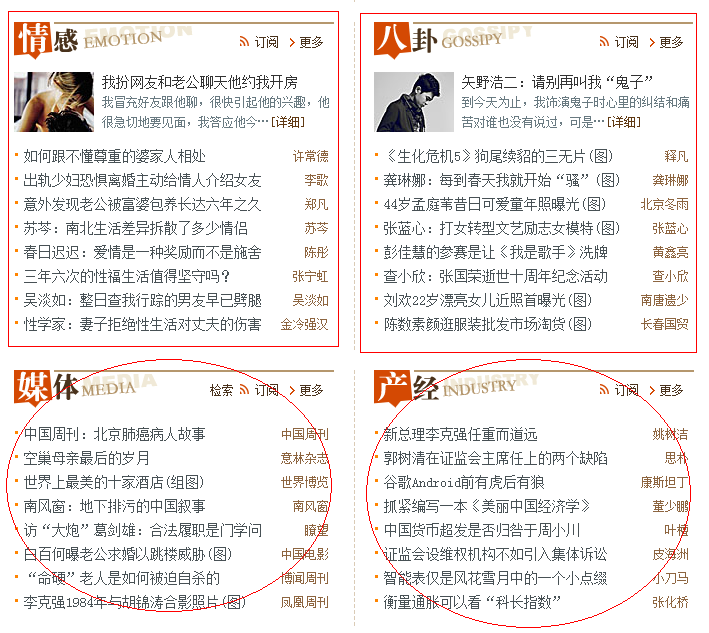 情感 EMOTION 订阅 更多
我扮网友和老公聊天他约我开房
我冒充好友跟他聊，很快引起他的兴趣，他
很急切地要见面，我答应他今…[详细]
如何跟不懂尊重的婆家人相处 许常德
出轨少妇恐惧离婚主动给情人介绍女友 李歌
意外发现老公被富婆包养长达六年之久 郑凡
苏芩：南北生活差异拆散了多少情侣 苏芩
春日迟迟：爱情是一种奖励而不是施舍 陈彤
三年六次的性福生活值得坚守吗？ 张宁虹
吴淡如：整日查我行踪的男友早已劈腿 吴淡如
性学家：妻子拒绝性生活对丈夫的伤害 金冷强汉
八卦 GOSSIPY 订阅 更多
矢野浩二：请别再叫我“鬼子”
到今天为止，我饰演鬼子时心里的纠结和痛
苦对谁也没有说过，可是…[详细]
《生化危机5》狗尾续貂的三无片(图) 释凡
龚琳娜：每到春天我就开始“骚”(图) 龚琳娜
44岁孟庭苇昔日可爱童年照曝光(图) 北京冬雨
张蓝心：打女转型文艺励志女模特(图) 张蓝心
彭佳慧的参赛是让《我是歌手》洗牌 黄鑫亮
查小欣：张国荣逝世十周年纪念活动 查小欣
刘欢22岁漂亮女儿近照首曝光(图) 南唐遗少
陈数素颜逛服装批发市场淘货(图) 长春国贸
媒体 MEDIA 检索 订阅 更多
中国周刊：北京肺癌病人故事 中国周刊
空巢母亲最后的岁月 意林杂志
世界上最美的十家酒店(组图) 世界博览
南风窗：地下排污的中国叙事 南风窗
访“大炮”葛剑雄：合法履职是门学问 瞭望
白百何曝老公求婚以跳楼威胁(图) 中国电影
“命硬”老人是如何被迫自杀的 博闻周刊
李克强1984年与胡锦涛合影照片(图) 凤凰周刊
产经 INDUSTRY 订阅 更多
新总理李克强任重而道远 姚树洁
郭树清在证监会主席任上的两个缺陷 思朴
谷歌Android前有虎后有狼 康斯坦丁
抓紧编写一本《美丽中国经济学》 董少鹏
中国货币超发是否归咎于周小川 叶檀
证监会设维权机构不如引入集体诉讼 皮海洲
智能表仅是风花雪月中的一个小点缀 小刀马
衡量通胀可以看“科长指数” 张化桥